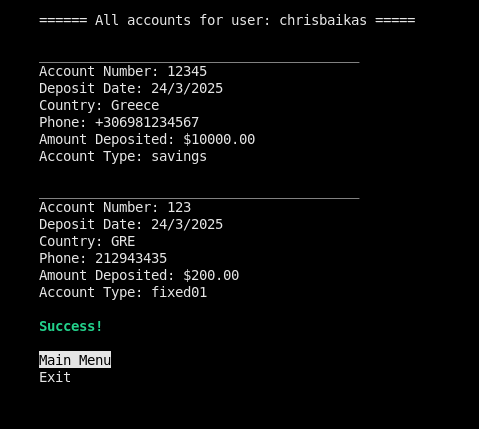 ====== All accounts for user: chrisbaikas =====
________________________________________
Account Number: 12345
Deposit Date: 24/3/2025
Country: Greece
Phone: +306981234567
Amount Deposited: $10000.00
Account Type: savings
________________________________________
Account Number: 123
Deposit Date: 24/3/2025
Country: GRE
Phone: 212943435
Amount Deposited: $200.00
Account Type: fixed01
Success!
Main Menu
Exit